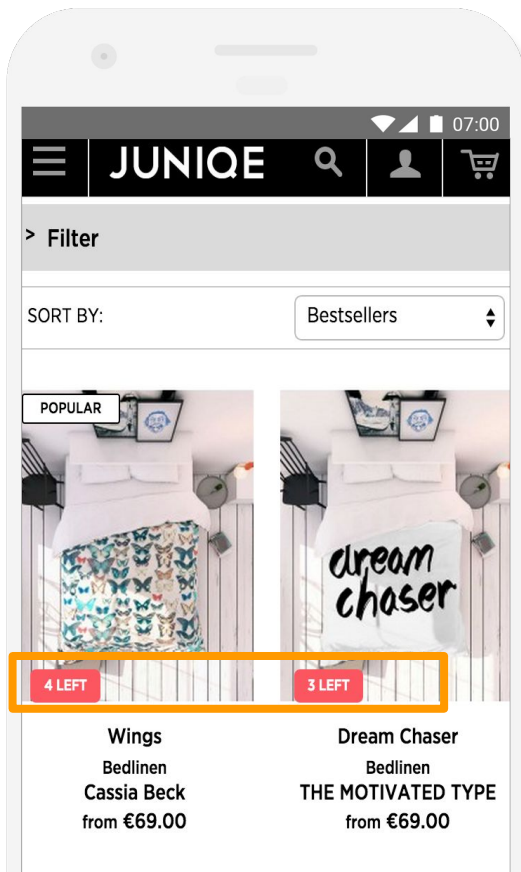 07:00
JUNIQE
> Filter
SORT BY:
Bestsellers
POPULAR
dream
chaser
4 LEFT
3 LEFT
Wings
Bedlinen
Cassia Beck
from €69.00
Dream Chaser
Bedlinen
THE MOTIVATED TYPE
from €69.00